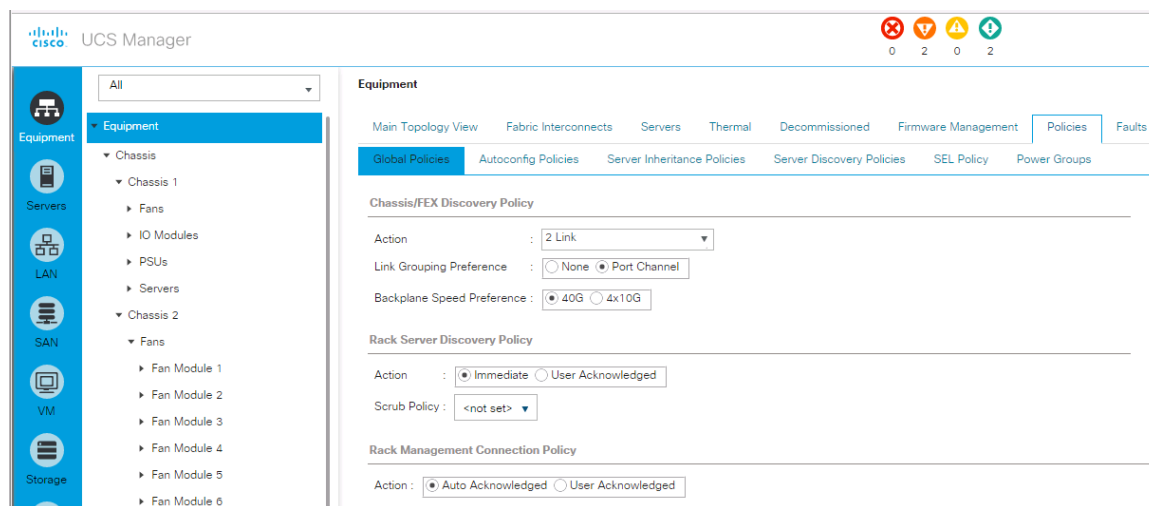 CISCO. UCS Manager
0 2 0 2
All
Equipment
Servers
LAN
SAN
VM
Storage
Equipment
Chassis
Chassis 1
Fans
IO Modules
PSUs
Servers
Chassis 2
Fans
Fan Module 1
Fan Module 2
Fan Module 3
Fan Module 4
Fan Module 5
Fan Module 6
Equipment
Main Topology View Fabric Interconnects Servers Thermal Decommissioned Firmware Management Policies Faults
Global Policies Autoconfig Policies Server Inheritance Policies Server Discovery Policies SEL Policy Power Groups
Chassis/FEX Discovery Policy
Action : 2 Link
Link Grouping Preference : None Port Channel
Backplane Speed Preference : 40G 4x10G
Rack Server Discovery Policy
Action : Immediate User Acknowledged
Scrub Policy : <not set>
Rack Management Connection Policy
Action : Auto Acknowledged User Acknowledged